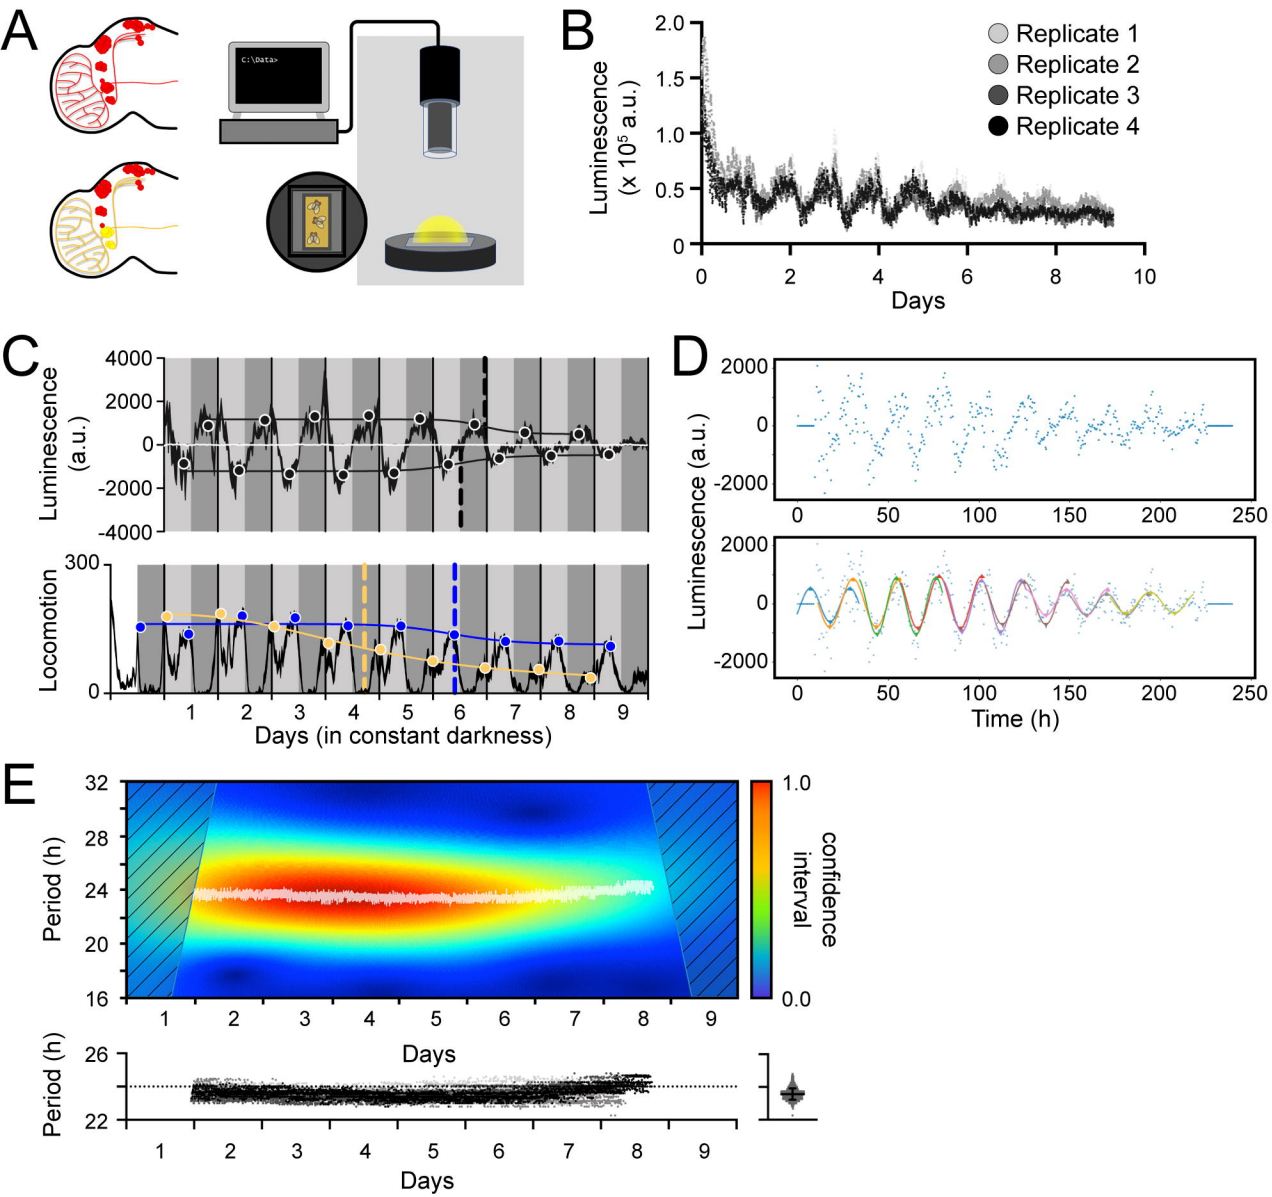 A
C:\Data>
B
Luminescence
(x 10⁵ a.u.)
2.0
1.5
1.0
0.5
0
0 2 4 6 8 10
Days
Replicate 1
Replicate 2
Replicate 3
Replicate 4
C
Luminescence
(a.u.)
4000
2000
0
-2000
-4000
Locomotion
300
0
1 2 3 4 5 6 7 8 9
Days (in constant darkness)
D
Luminescence (a.u.)
2000
0
-2000
0 50 100 150 200 250
2000
0
-2000
0 50 100 150 200 250
Time (h)
E
Period (h)
32
28
24
20
16
1 2 3 4 5 6 7 8 9
Days
1.0
0.0
confidence
interval
Period (h)
26
22
1 2 3 4 5 6 7 8 9
Days